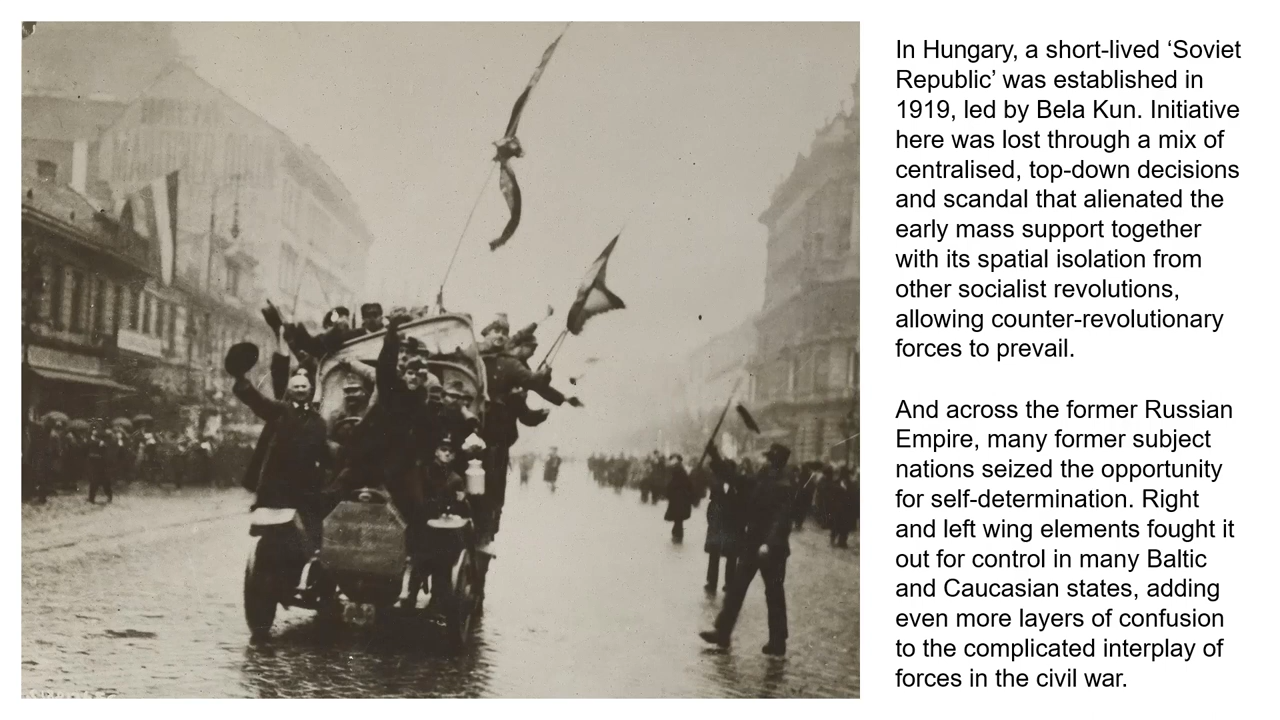 In Hungary, a short-lived ‘Soviet
Republic’ was established in
1919, led by Bela Kun. Initiative
here was lost through a mix of
centralised, top-down decisions
and scandal that alienated the
early mass support together
with its spatial isolation from
other socialist revolutions,
allowing counter-revolutionary
forces to prevail.
And across the former Russian
Empire, many former subject
nations seized the opportunity
for self-determination. Right
and left wing elements fought it
out for control in many Baltic
and Caucasian states, adding
even more layers of confusion
to the complicated interplay of
forces in the civil war.